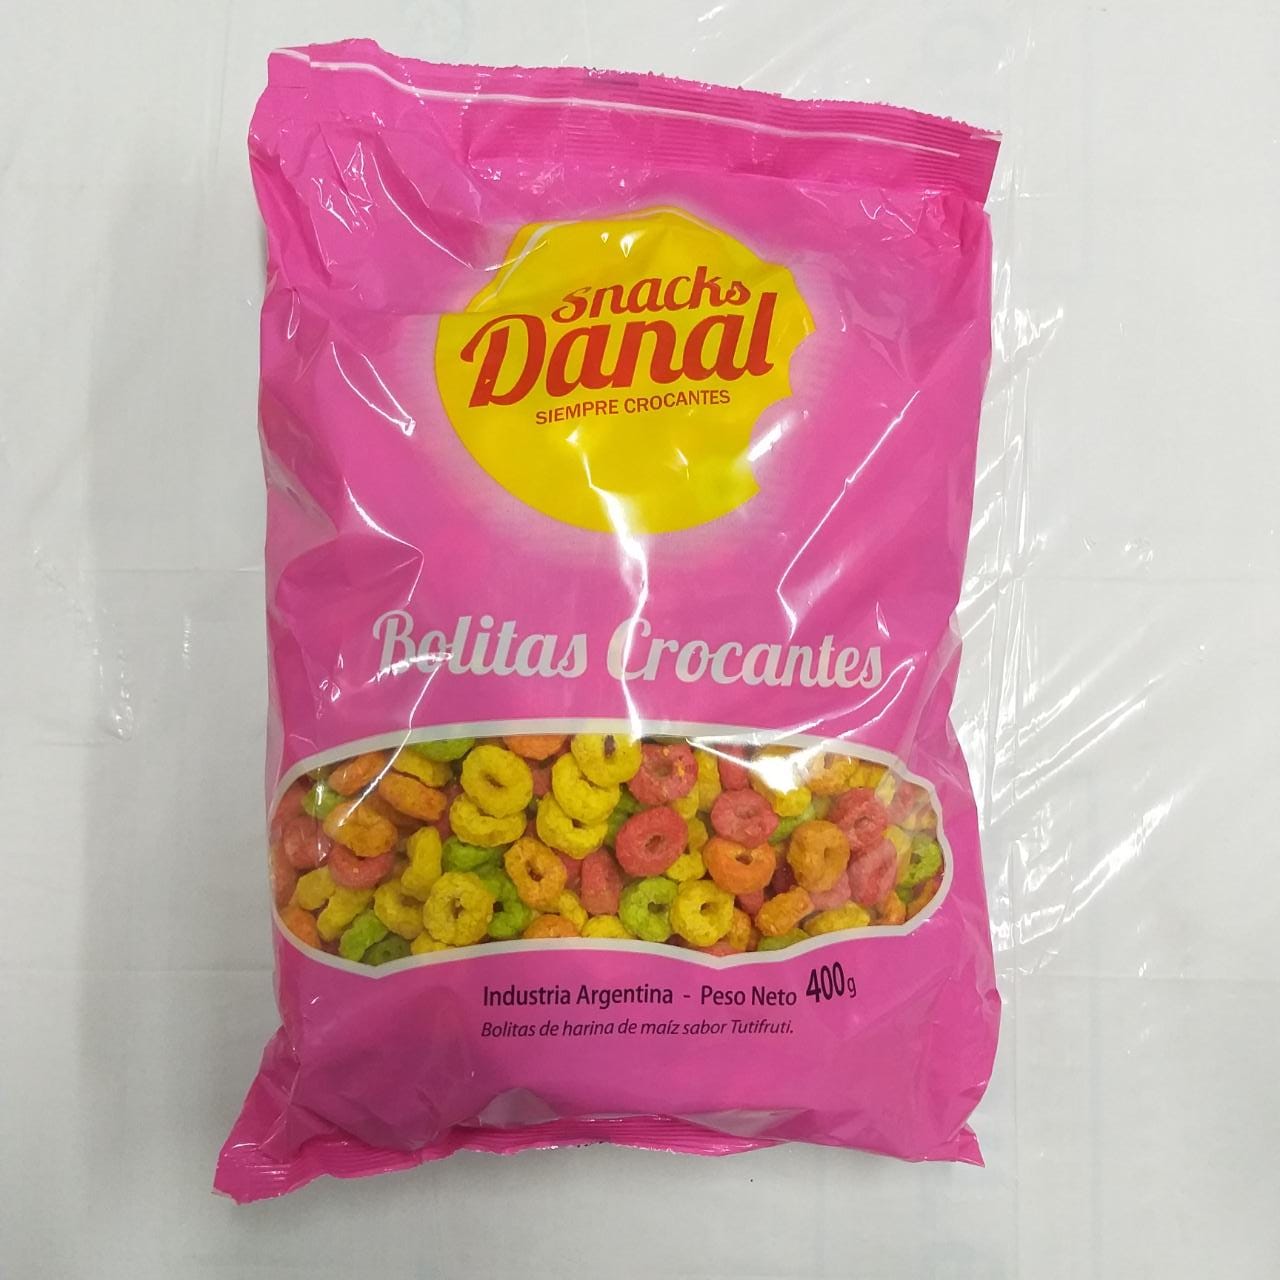 Snacks
Danal
SIEMPRE CROCANTES
Bolitas Crocantes
Industria Argentina - Peso Neto 400g
Bolitas de harina de maíz sabor Tutifruti.